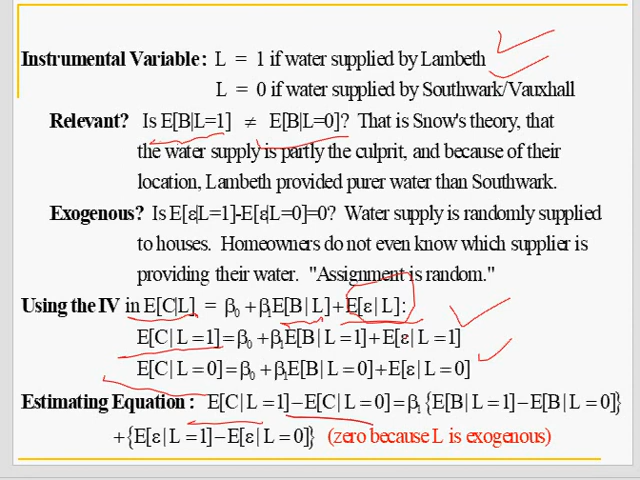 Instrumental Variable: L = 1 if water supplied by Lambeth
L = 0 if water supplied by Southwark/Vauxhall
Relevant? Is E[B|L=1] ≠ E[B|L=0]? That is Snow's theory, that
the water supply is partly the culprit, and because of their
location, Lambeth provided purer water than Southwark.
Exogenous? Is E[ε|L=1]-E[ε|L=0]=0? Water supply is randomly supplied
to houses. Homeowners do not even know which supplier is
providing their water. "Assignment is random."
Using the IV in E[C|L] = β₀ + β₁E[B | L] + E[ε | L]:
E[C | L = 1] = β₀ + β₁E[B | L = 1] + E[ε | L = 1]
E[C | L = 0] = β₀ + β₁E[B | L = 0] + E[ε | L = 0]
Estimating Equation: E[C | L = 1] − E[C | L = 0] = β₁{E[B | L = 1] − E[B | L = 0]}
+{E[ε | L = 1] − E[ε | L = 0]} (zero because L is exogenous)